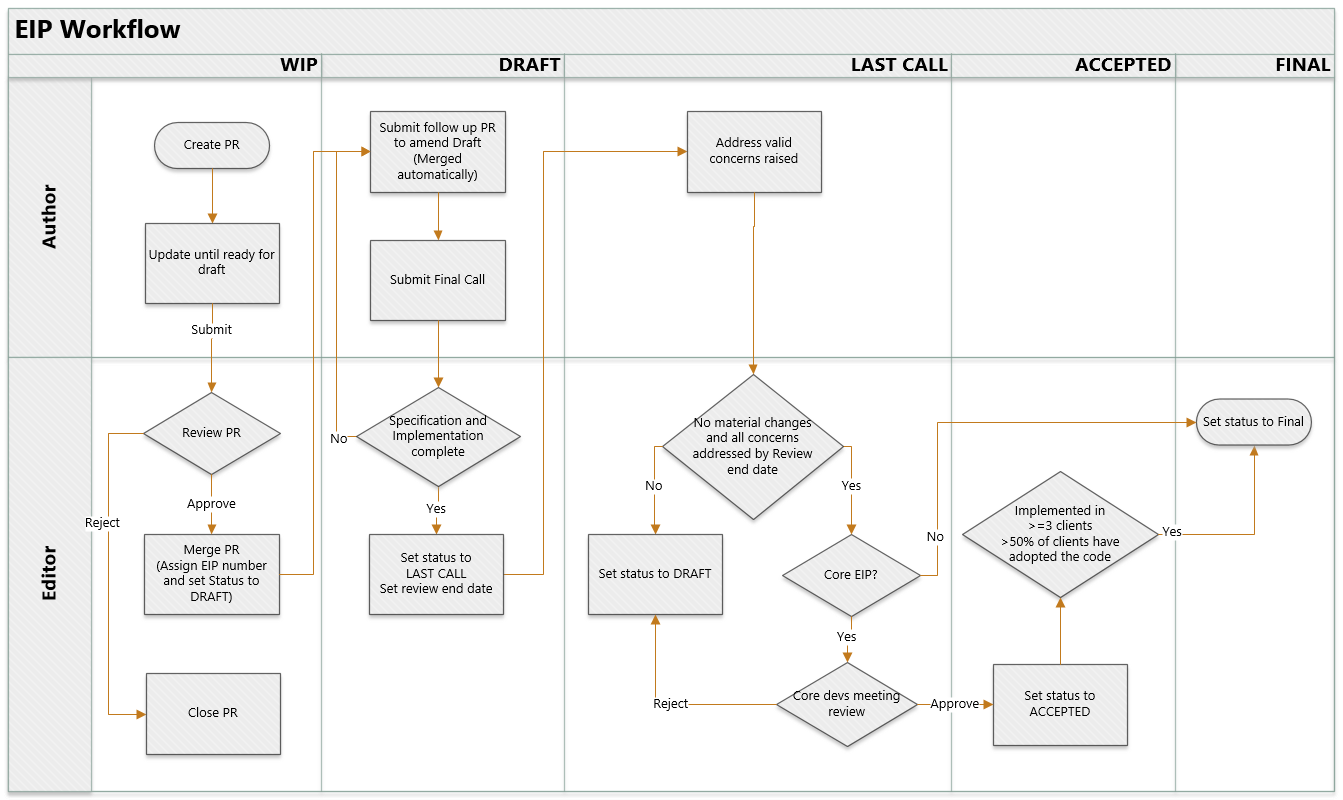 EIP Workflow
WIP
DRAFT
LAST CALL
ACCEPTED
FINAL
Author
Create PR
Update until ready for
draft
Submit
Submit follow up PR
to amend Draft
(Merged
automatically)
Submit Final Call
Address valid
concerns raised
Editor
Review PR
Approve
Reject
Merge PR
(Assign EIP number
and set Status to
DRAFT)
Close PR
Specification and
Implementation
complete
No
Yes
Set status to
LAST CALL
Set review end date
No material changes
and all concerns
addressed by Review
end date
No
Yes
Set status to DRAFT
Core EIP?
No
Yes
Core devs meeting
review
Reject
Approve
Set status to
ACCEPTED
Implemented in
>=3 clients
>50% of clients have
adopted the code
Yes
Set status to Final